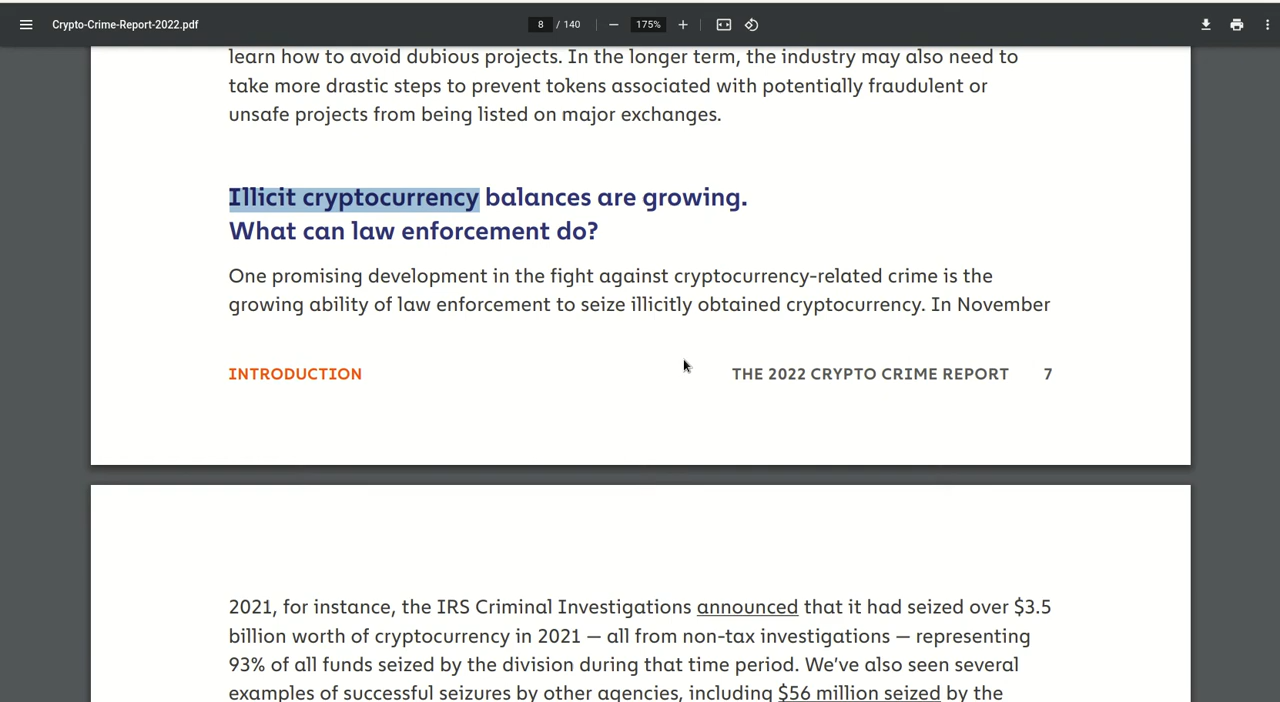 Crypto-Crime-Report-2022.pdf
8 / 140
175%
learn how to avoid dubious projects. In the longer term, the industry may also need to
take more drastic steps to prevent tokens associated with potentially fraudulent or
unsafe projects from being listed on major exchanges.
Illicit cryptocurrency balances are growing.
What can law enforcement do?
One promising development in the fight against cryptocurrency-related crime is the
growing ability of law enforcement to seize illicitly obtained cryptocurrency. In November
INTRODUCTION
THE 2022 CRYPTO CRIME REPORT 7
2021, for instance, the IRS Criminal Investigations announced that it had seized over $3.5
billion worth of cryptocurrency in 2021 — all from non-tax investigations — representing
93% of all funds seized by the division during that time period. We’ve also seen several
examples of successful seizures by other agencies, including $56 million seized by the